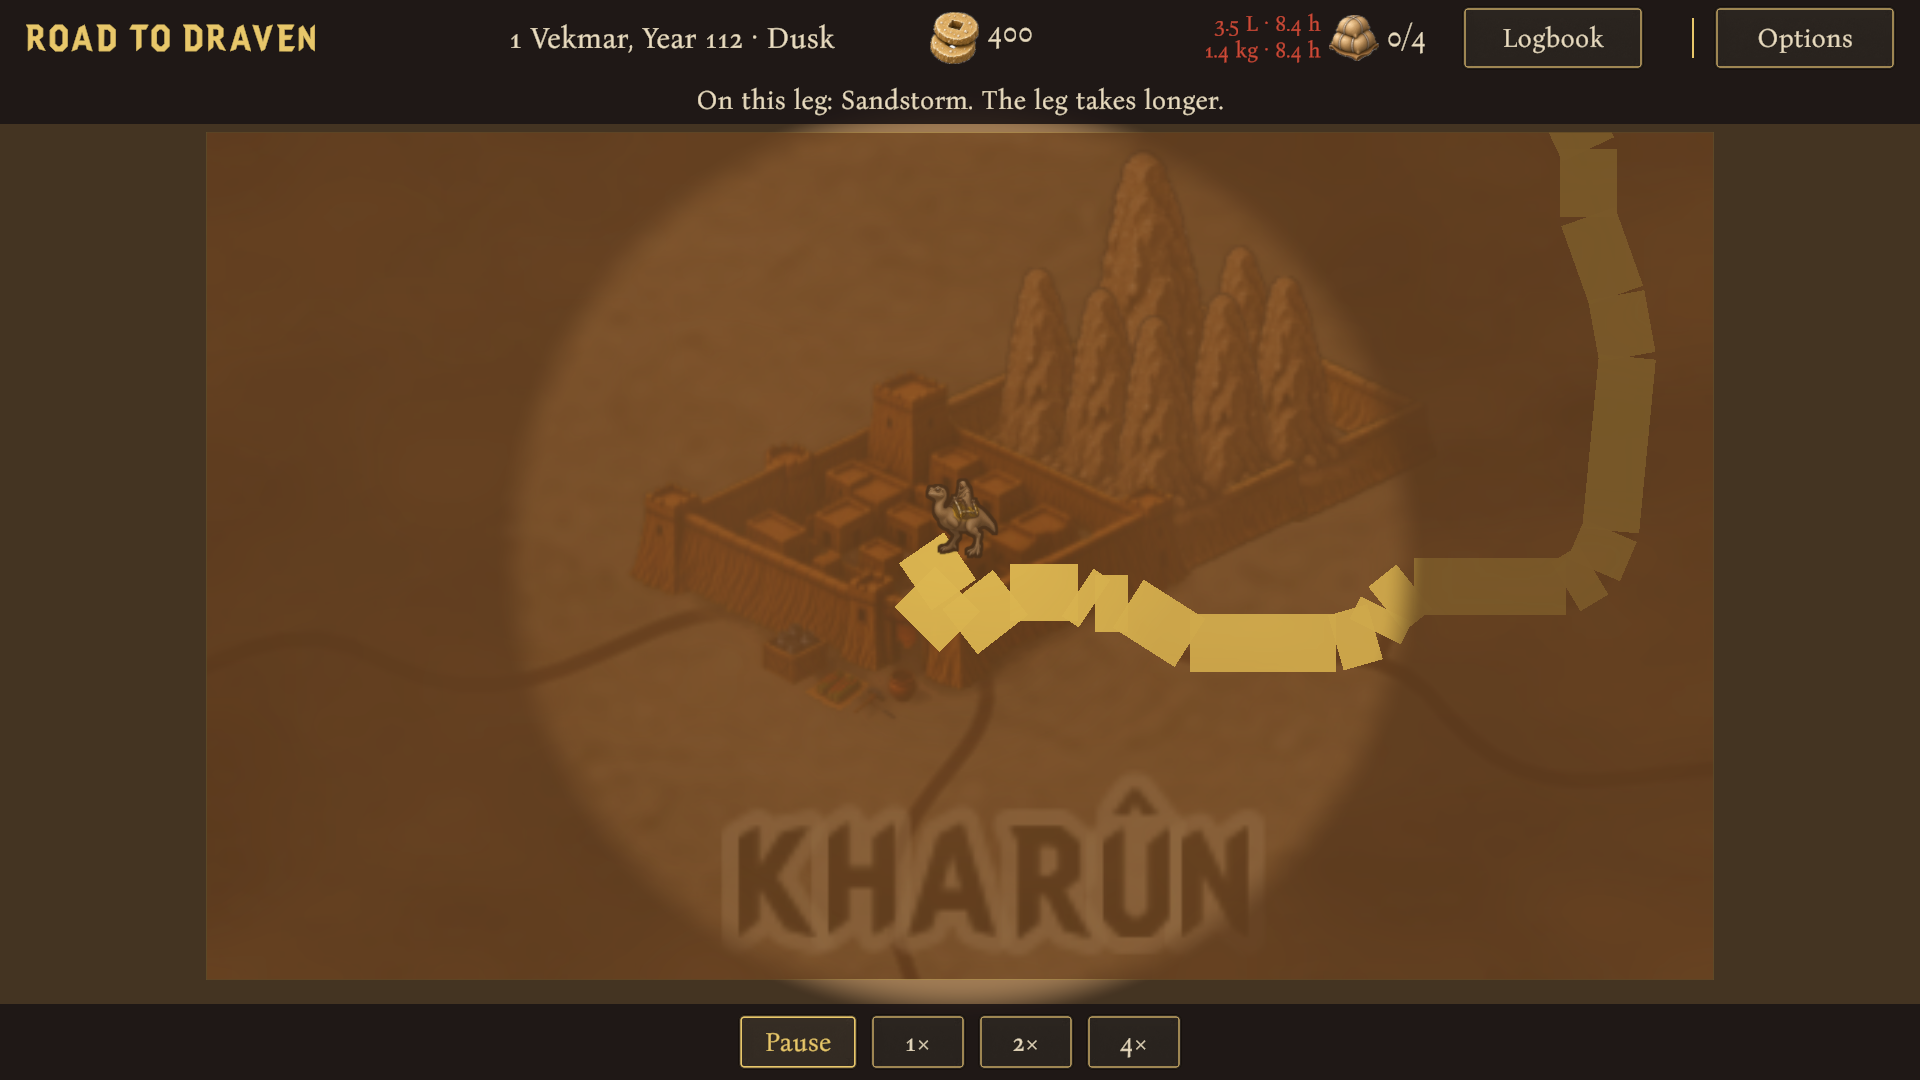 ROAD TO DRAVEN
1 Vekmar, Year 112 · Dusk
400
3.5 L · 8.4 h
1.4 kg · 8.4 h
0/4
Logbook
Options
On this leg: Sandstorm. The leg takes longer.
KHARÛN
Pause
1×
2×
4×